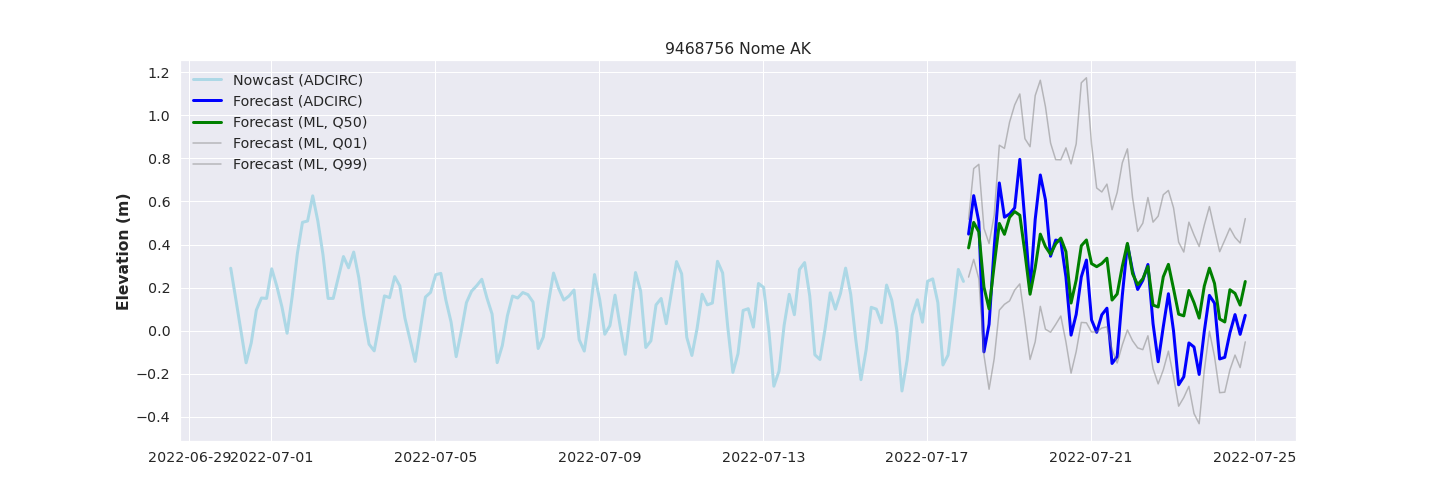 9468756 Nome AK
Nowcast (ADCIRC)
Forecast (ADCIRC)
Forecast (ML, Q50)
Forecast (ML, Q01)
Forecast (ML, Q99)
Elevation (m)
1.2
1.0
0.8
0.6
0.4
0.2
0.0
−0.2
−0.4
2022-06-29 2022-07-01 2022-07-05 2022-07-09 2022-07-13 2022-07-17 2022-07-21 2022-07-25